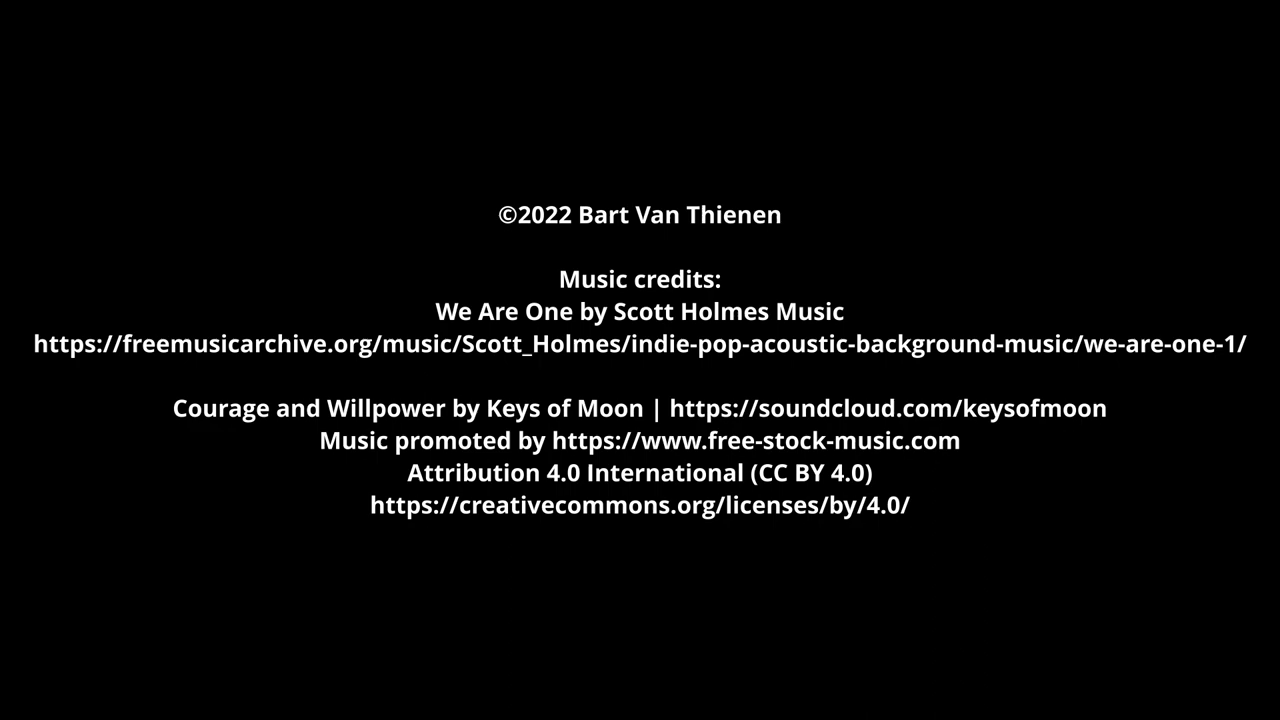 ©2022 Bart Van Thienen
Music credits:
We Are One by Scott Holmes Music
https://freemusicarchive.org/music/Scott_Holmes/indie-pop-acoustic-background-music/we-are-one-1/
Courage and Willpower by Keys of Moon | https://soundcloud.com/keysofmoon
Music promoted by https://www.free-stock-music.com
Attribution 4.0 International (CC BY 4.0)
https://creativecommons.org/licenses/by/4.0/